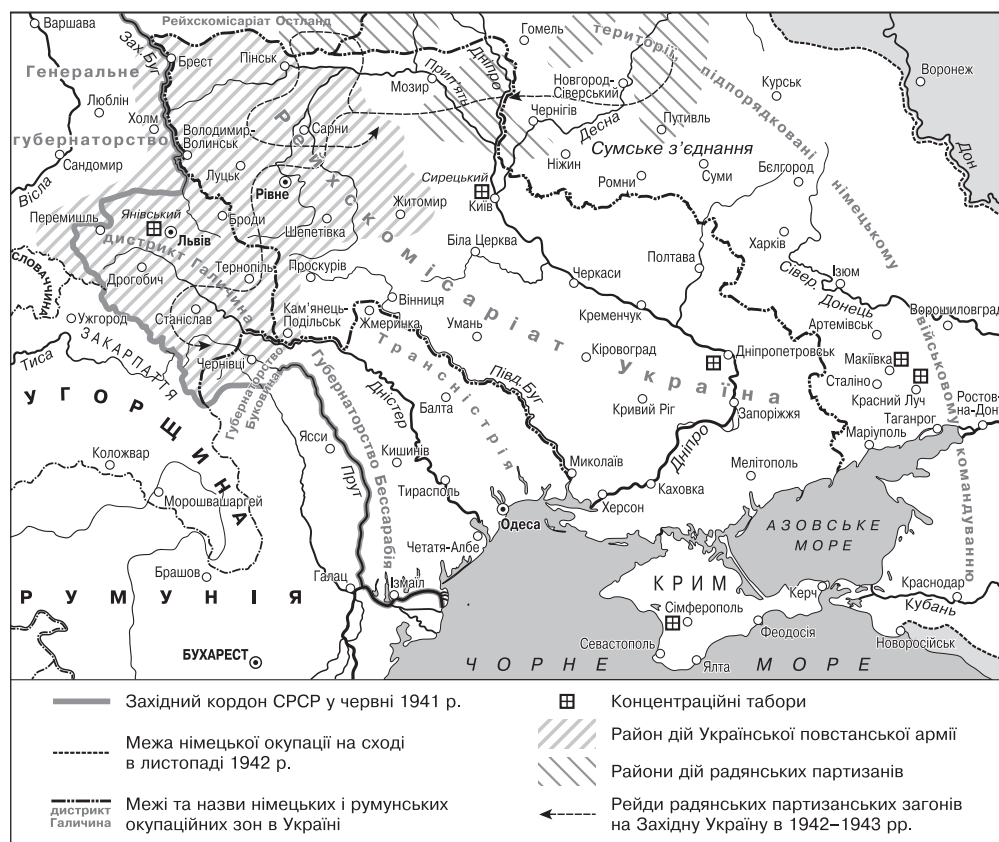 Варшава
Зах. Буг
Рейхскомісаріат Остланд
Гомель
території,
підпорядковані
німецькому
військовому
командуванню
Курськ
Воронеж
Дон
Генеральне
губернаторство
Люблін
Холм
Сандомир
Вісла
Брест
Пінськ
Мозир
Прип'ять
Дніпро
Новгород-
Сіверський
Чернігів
Десна
Путивль
Ніжин
Сумське з’єднання
Ромни
Суми
Бєлгород
Володимир-
Волинськ
Сарни
Луцьк
Рівне
Рейхскомісаріат Україна
Сирецький
Київ
Житомир
Перемишль
Янівський
Львів
Броди
Шепетівка
дистрикт Галичина
Дрогобич
Тернопіль
Проскурів
Біла Церква
Полтава
Харків
Ізюм
Сівер. Донець
СЛОВАЧЧИНА
Ужгород
ЗАКАРПАТТЯ
Тиса
Станіслав
Кам’янець-
Подільськ
Вінниця
Жмеринка
Умань
Черкаси
Кременчук
Ворошиловград
Артемівськ
Макіївка
Сталіно
Красний Луч
Ростов-
на-Дон
Таганрог
Маріуполь
Чернівці
Губернаторство
Буковина
Губернаторство Бессарабія
Трансністрія
Півд. Буг
Дністер
Балта
Кіровоград
Кривий Ріг
Дніпропетровськ
Запоріжжя
УГОРЩИНА
Коложвар
Морошвашаргей
Ясси
Прут
Кишинів
Тирасполь
Миколаїв
Херсон
Каховка
Дніпро
Мелітополь
Одеса
Четатя-Албе
АЗОВСЬКЕ
МОРЕ
Брашов
Галац
Ізмаїл
РУМУНІЯ
БУХАРЕСТ
КРИМ
Сімферополь
Керч
Краснодар
Кубань
Феодосія
Новоросійськ
Севастополь
Ялта
ЧОРНЕ МОРЕ
Західний кордон СРСР у червні 1941 р.
Межа німецької окупації на сході
в листопаді 1942 р.
дистрикт
Галичина
Межі та назви німецьких і румунських
окупаційних зон в Україні
Концентраційні табори
Район дій Української повстанської армії
Райони дій радянських партизанів
Рейди радянських партизанських загонів
на Західну Україну в 1942–1943 рр.